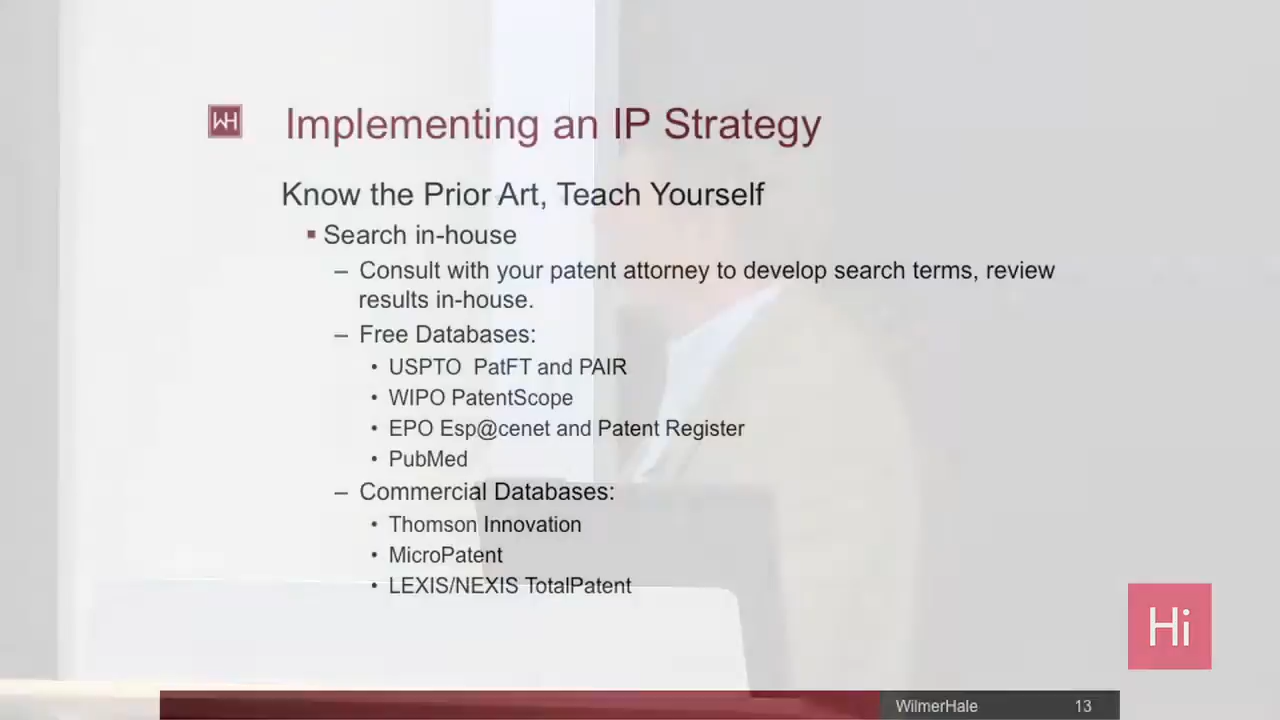 WH
Implementing an IP Strategy
Know the Prior Art, Teach Yourself
▪ Search in-house
– Consult with your patent attorney to develop search terms, review
results in-house.
– Free Databases:
• USPTO  PatFT and PAIR
• WIPO PatentScope
• EPO Esp@cenet and Patent Register
• PubMed
– Commercial Databases:
• Thomson Innovation
• MicroPatent
• LEXIS/NEXIS TotalPatent
Hi
WilmerHale 13